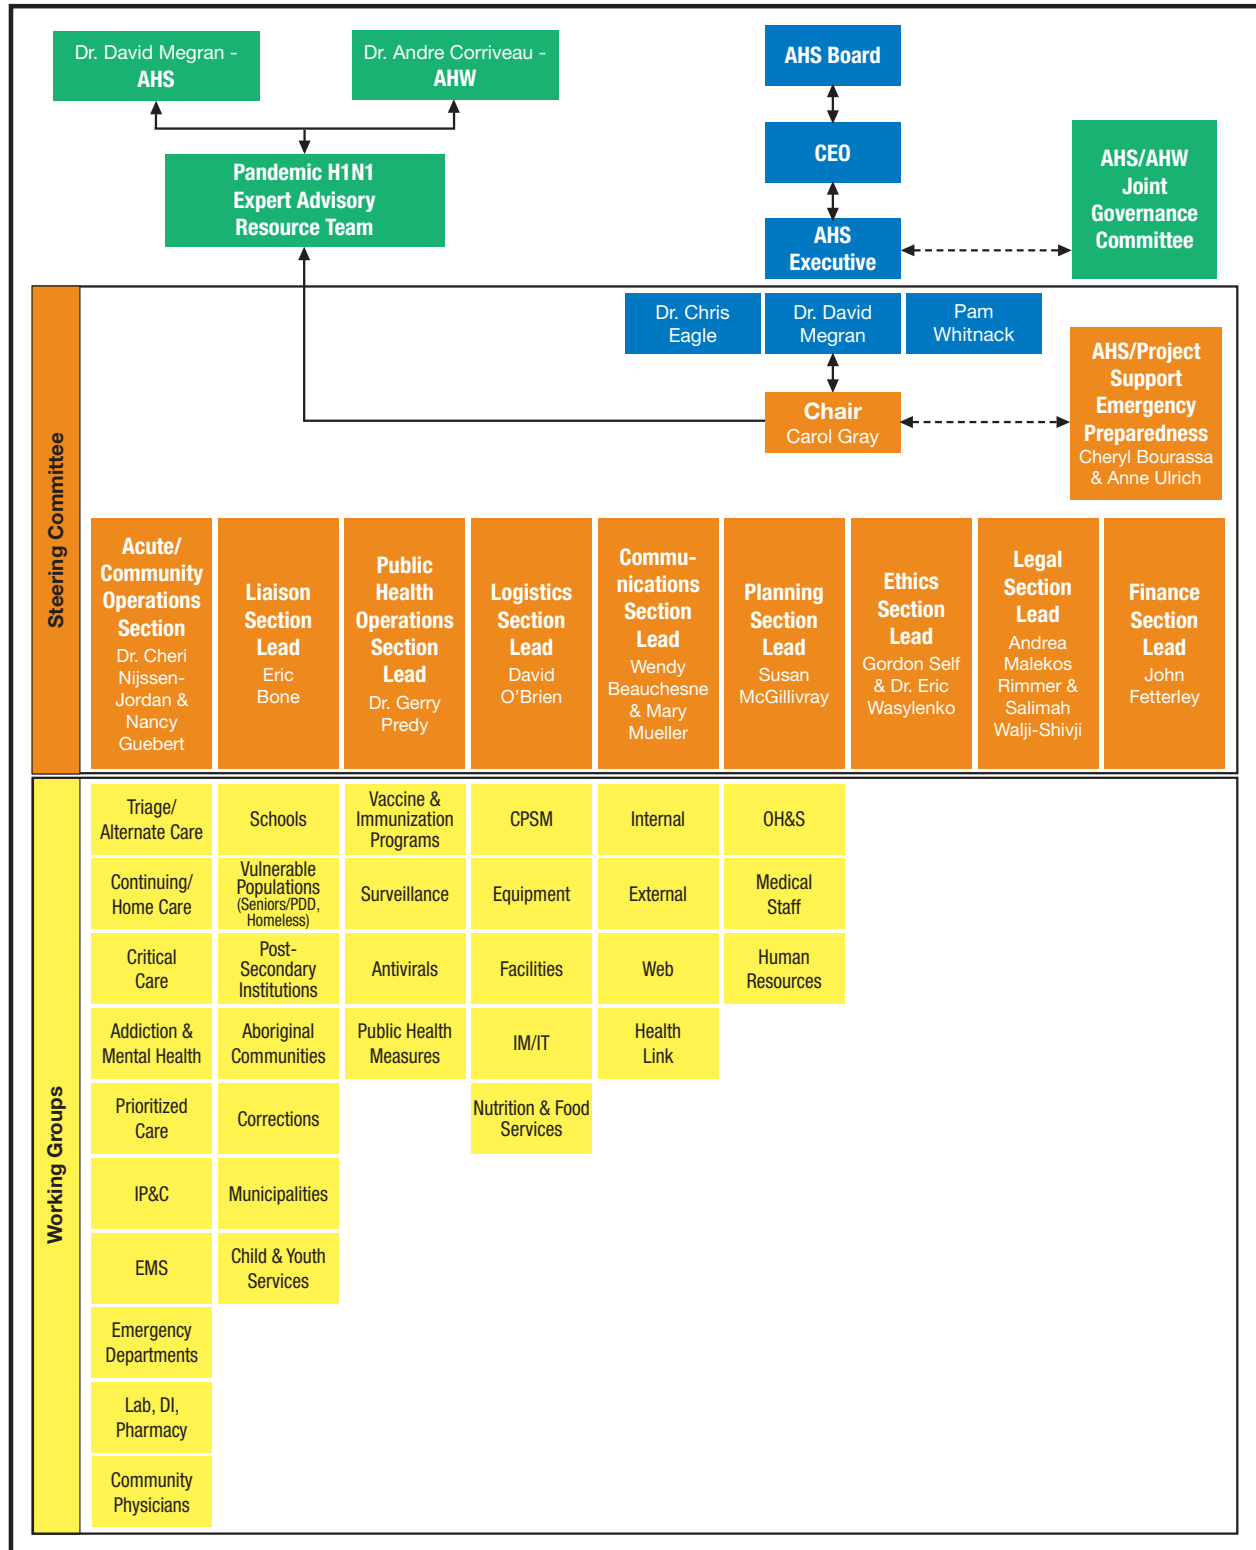 Dr. David Megran -
AHS
Dr. Andre Corriveau -
AHW
AHS Board
CEO
Pandemic H1N1
Expert Advisory
Resource Team
AHS
Executive
AHS/AHW
Joint
Governance
Committee
Steering Committee
Dr. Chris
Eagle
Dr. David
Megran
Pam
Whitnack
Chair
Carol Gray
AHS/Project
Support
Emergency
Preparedness
Cheryl Bourassa
& Anne Ulrich
Acute/
Community
Operations
Section
Dr. Cheri
Nijssen-
Jordan &
Nancy
Guebert
Liaison
Section
Lead
Eric
Bone
Public
Health
Operations
Section
Lead
Dr. Gerry
Predy
Logistics
Section
Lead
David
O'Brien
Commu-
nications
Section
Lead
Wendy
Beauchesne
& Mary
Mueller
Planning
Section
Lead
Susan
McGillivray
Ethics
Section
Lead
Gordon Self
& Dr. Eric
Wasylenko
Legal
Section
Lead
Andrea
Malekos
Rimmer &
Salimah
Walji-Shivji
Finance
Section
Lead
John
Fetterley
Working Groups
Triage/
Alternate Care
Continuing/
Home Care
Critical
Care
Addiction &
Mental Health
Prioritized
Care
IP&C
EMS
Emergency
Departments
Lab, DI,
Pharmacy
Community
Physicians
Schools
Vulnerable
Populations
(Seniors/PDD,
Homeless)
Post-
Secondary
Institutions
Aboriginal
Communities
Corrections
Municipalities
Child & Youth
Services
Vaccine &
Immunization
Programs
Surveillance
Antivirals
Public Health
Measures
CPSM
Equipment
Facilities
IM/IT
Nutrition & Food
Services
Internal
External
Web
Health
Link
OH&S
Medical
Staff
Human
Resources